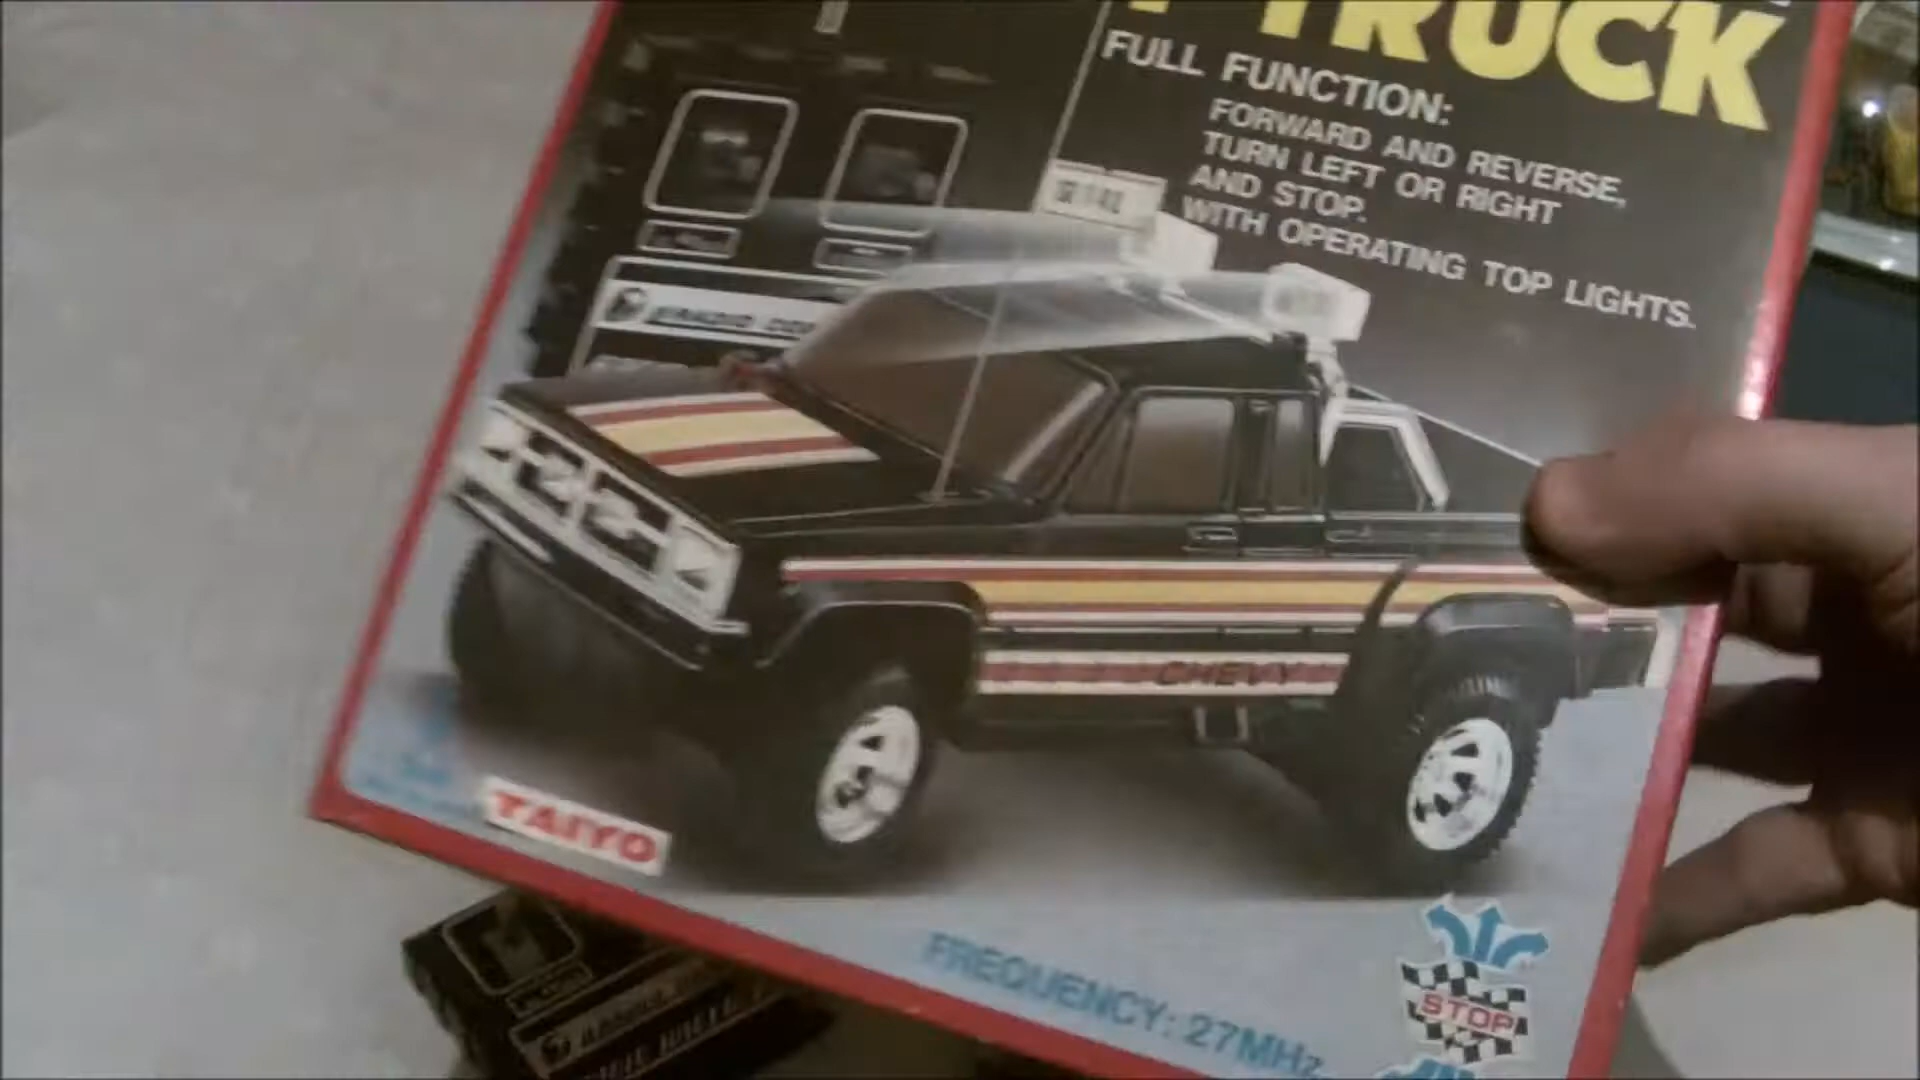 TRUCK
FULL FUNCTION:
FORWARD AND REVERSE,
TURN LEFT OR RIGHT
AND STOP.
WITH OPERATING TOP LIGHTS.
CHEVY
TAIYO
FREQUENCY: 27MHz.
STOP